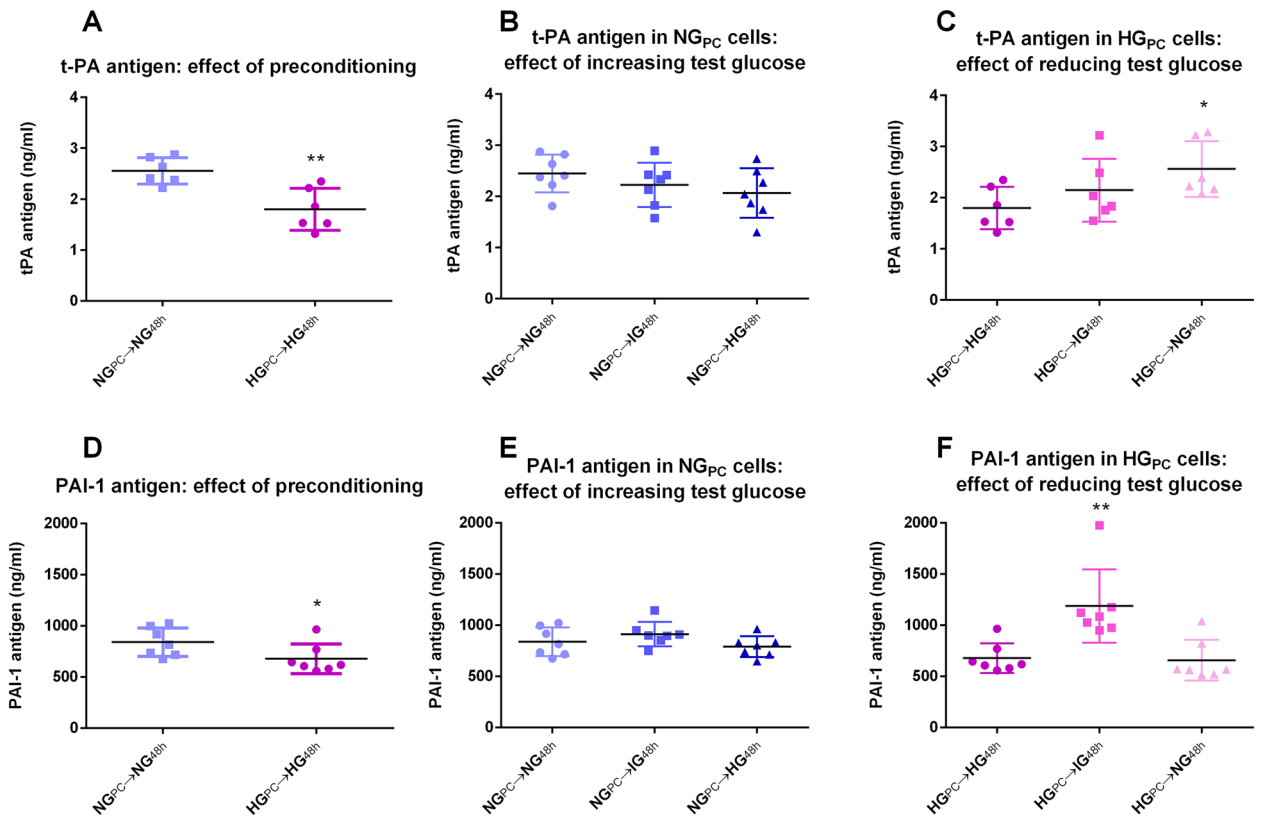 A
t-PA antigen: effect of preconditioning
tPA antigen (ng/ml)
4
3
2
1
0
**
NGPC→NG48h
HGPC→HG48h
B
t-PA antigen in NGPC cells:
effect of increasing test glucose
tPA antigen (ng/ml)
4
3
2
1
0
NGPC→NG48h
NGPC→IG48h
NGPC→HG48h
C
t-PA antigen in HGPC cells:
effect of reducing test glucose
tPA antigen (ng/ml)
4
3
2
1
0
*
HGPC→HG48h
HGPC→IG48h
HGPC→NG48h
D
PAI-1 antigen: effect of preconditioning
PAI-1 antigen (ng/ml)
2000
1500
1000
500
0
*
NGPC→NG48h
HGPC→HG48h
E
PAI-1 antigen in NGPC cells:
effect of increasing test glucose
PAI-1 antigen (ng/ml)
2000
1500
1000
500
0
NGPC→NG48h
NGPC→IG48h
NGPC→HG48h
F
PAI-1 antigen in HGPC cells:
effect of reducing test glucose
PAI-1 antigen (ng/ml)
2000
1500
1000
500
0
**
HGPC→HG48h
HGPC→IG48h
HGPC→NG48h